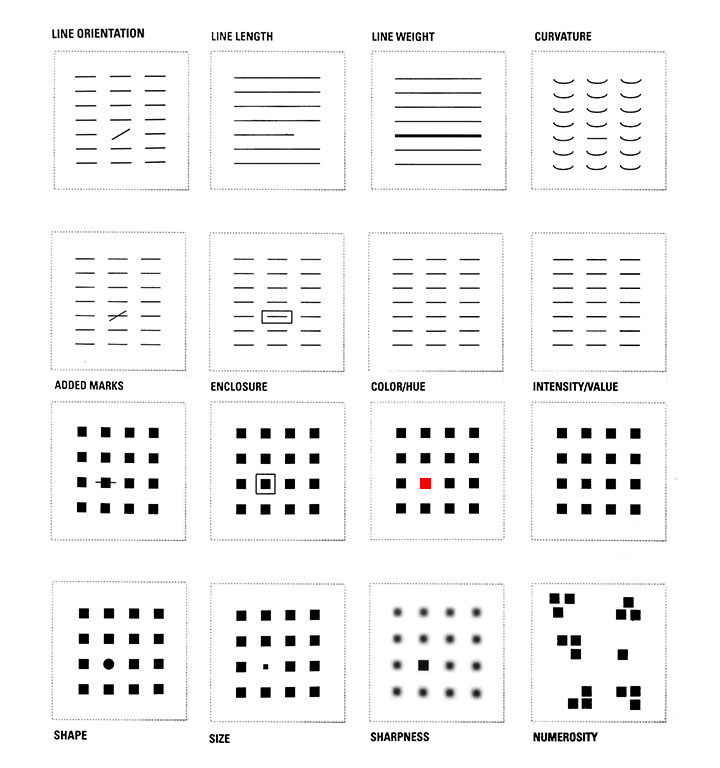 LINE ORIENTATION
LINE LENGTH
LINE WEIGHT
CURVATURE
ADDED MARKS
ENCLOSURE
COLOR/HUE
INTENSITY/VALUE
SHAPE
SIZE
SHARPNESS
NUMEROSITY